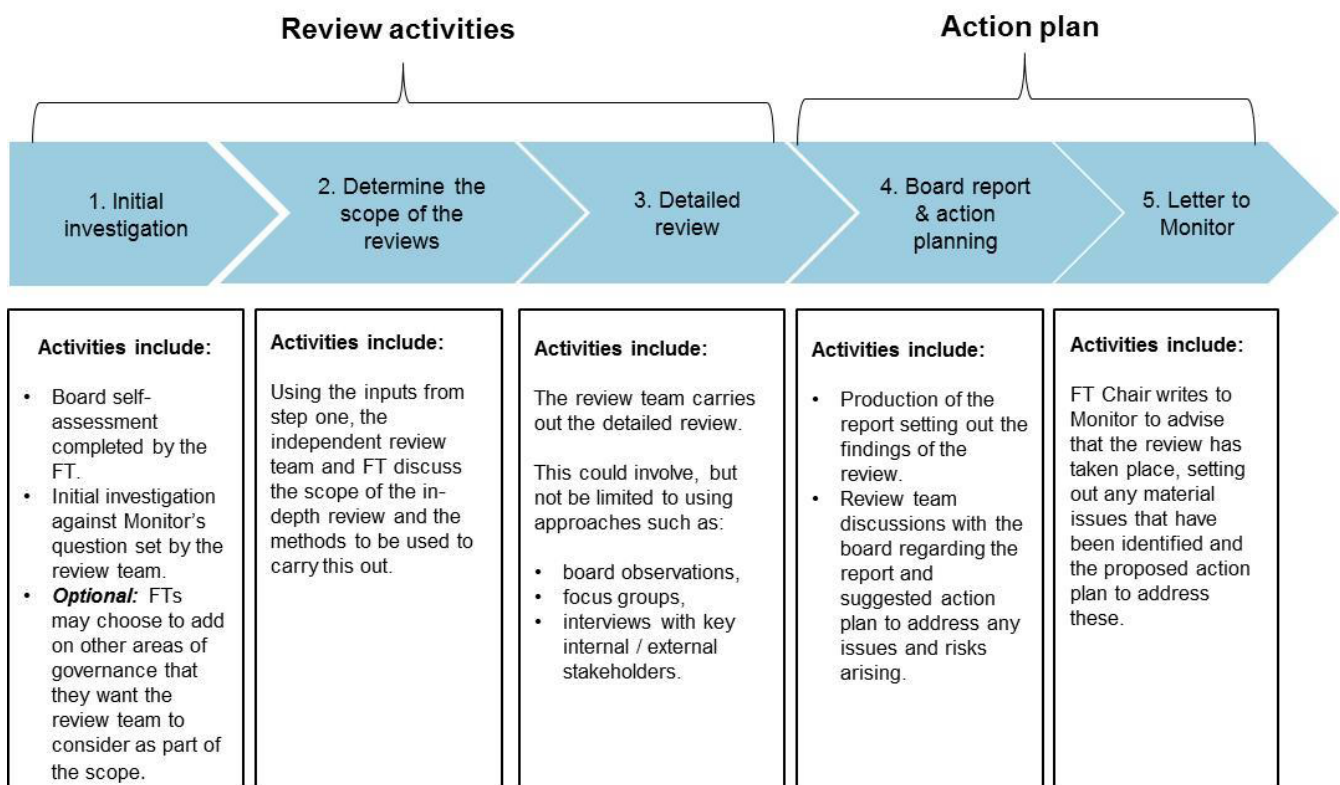 Review activities
Action plan
1. Initial
investigation
2. Determine the
scope of the
reviews
3. Detailed
review
4. Board report
& action
planning
5. Letter to
Monitor
Activities include:
• Board self-
assessment
completed by the
FT.
• Initial investigation
against Monitor’s
question set by the
review team.
• Optional: FTs
may choose to add
on other areas of
governance that
they want the
review team to
consider as part of
the scope.
Activities include:
Using the inputs from
step one, the
independent review
team and FT discuss
the scope of the in-
depth review and the
methods to be used to
carry this out.
Activities include:
The review team carries
out the detailed review.
This could involve, but
not be limited to using
approaches such as:
• board observations,
• focus groups,
• interviews with key
internal / external
stakeholders.
Activities include:
• Production of the
report setting out the
findings of the
review.
• Review team
discussions with the
board regarding the
report and
suggested action
plan to address any
issues and risks
arising.
Activities include:
FT Chair writes to
Monitor to advise
that the review has
taken place, setting
out any material
issues that have
been identified and
the proposed action
plan to address
these.